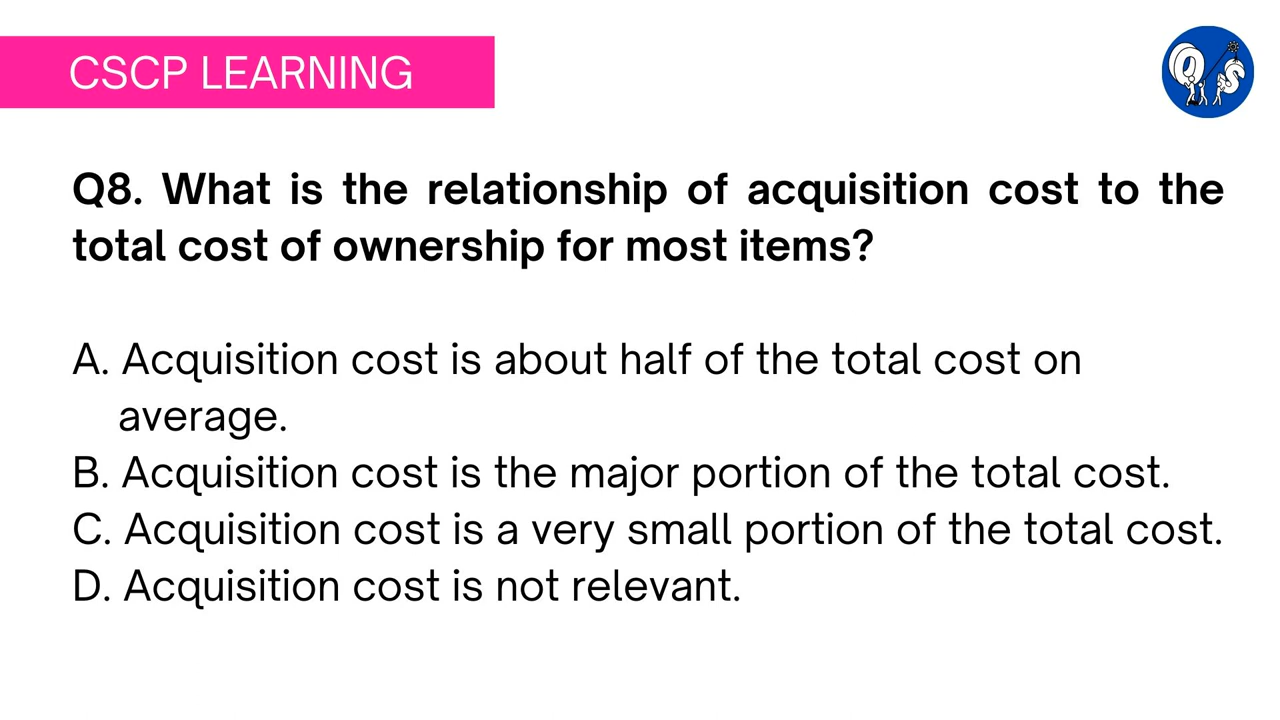 CSCP LEARNING
QS
Q8. What is the relationship of acquisition cost to the
total cost of ownership for most items?
A. Acquisition cost is about half of the total cost on
average.
B. Acquisition cost is the major portion of the total cost.
C. Acquisition cost is a very small portion of the total cost.
D. Acquisition cost is not relevant.